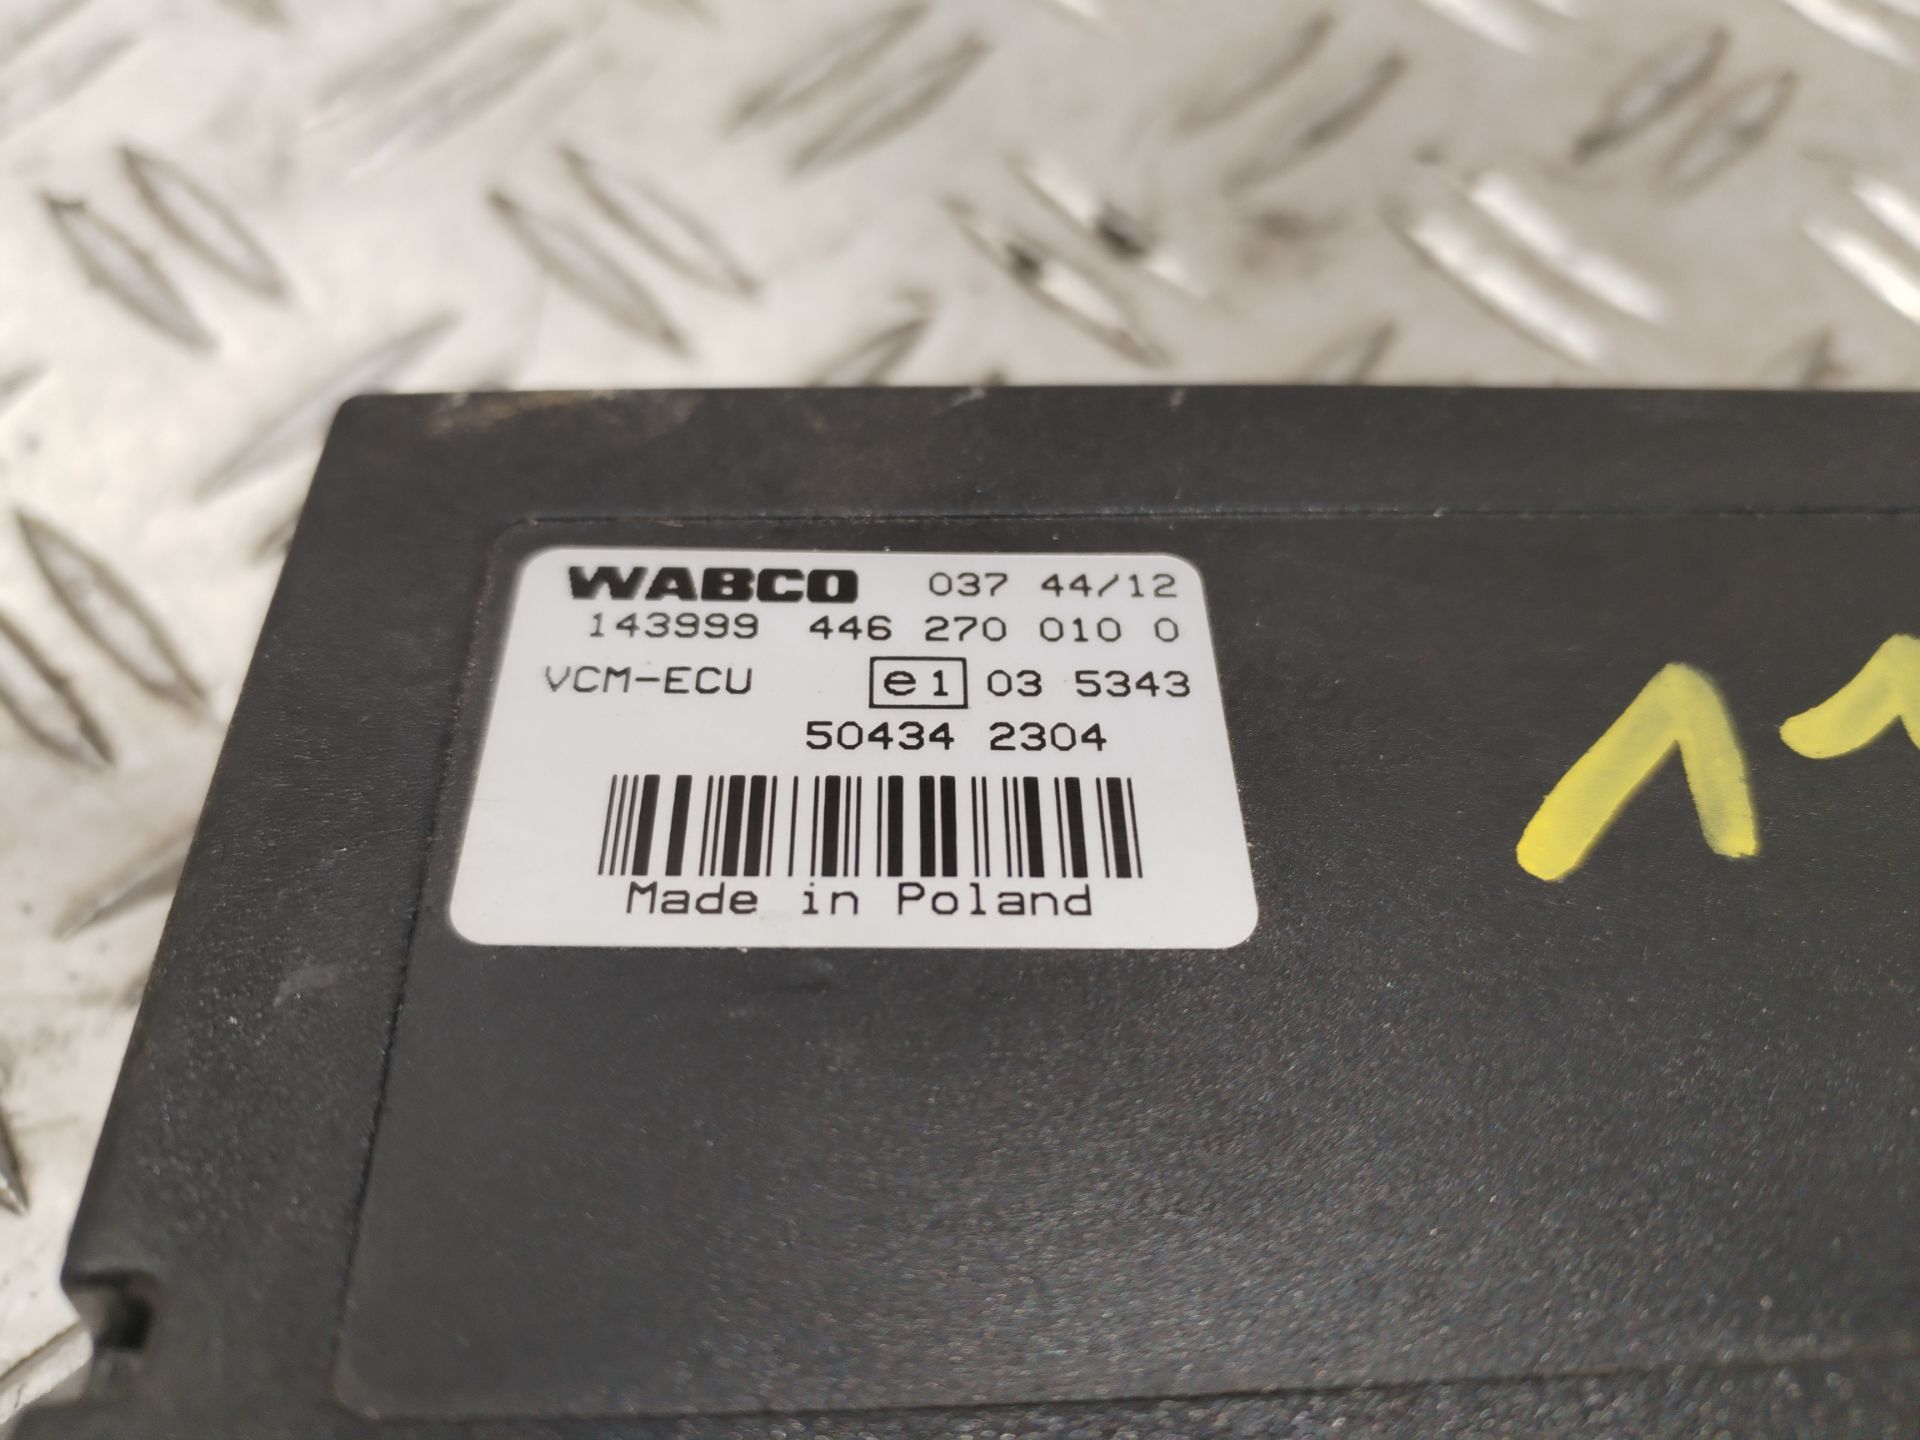 WABCO 037 44/12
143999 446 270 010 0
VCM-ECU e1 03 5343
50434 2304
Made in Poland
11